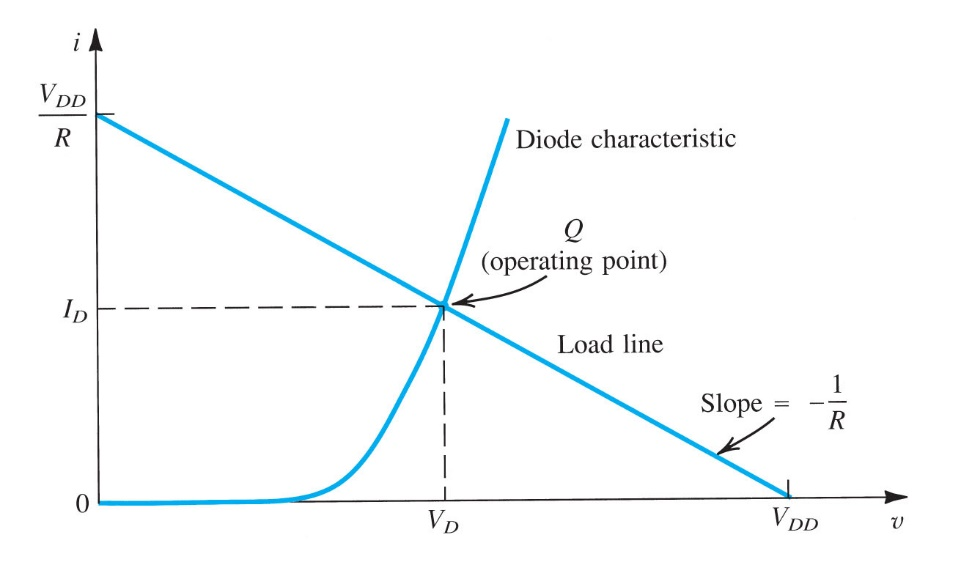 i
V_DD
R
Diode characteristic
Q
(operating point)
I_D
Load line
Slope = −1/R
0
V_D
V_DD
v